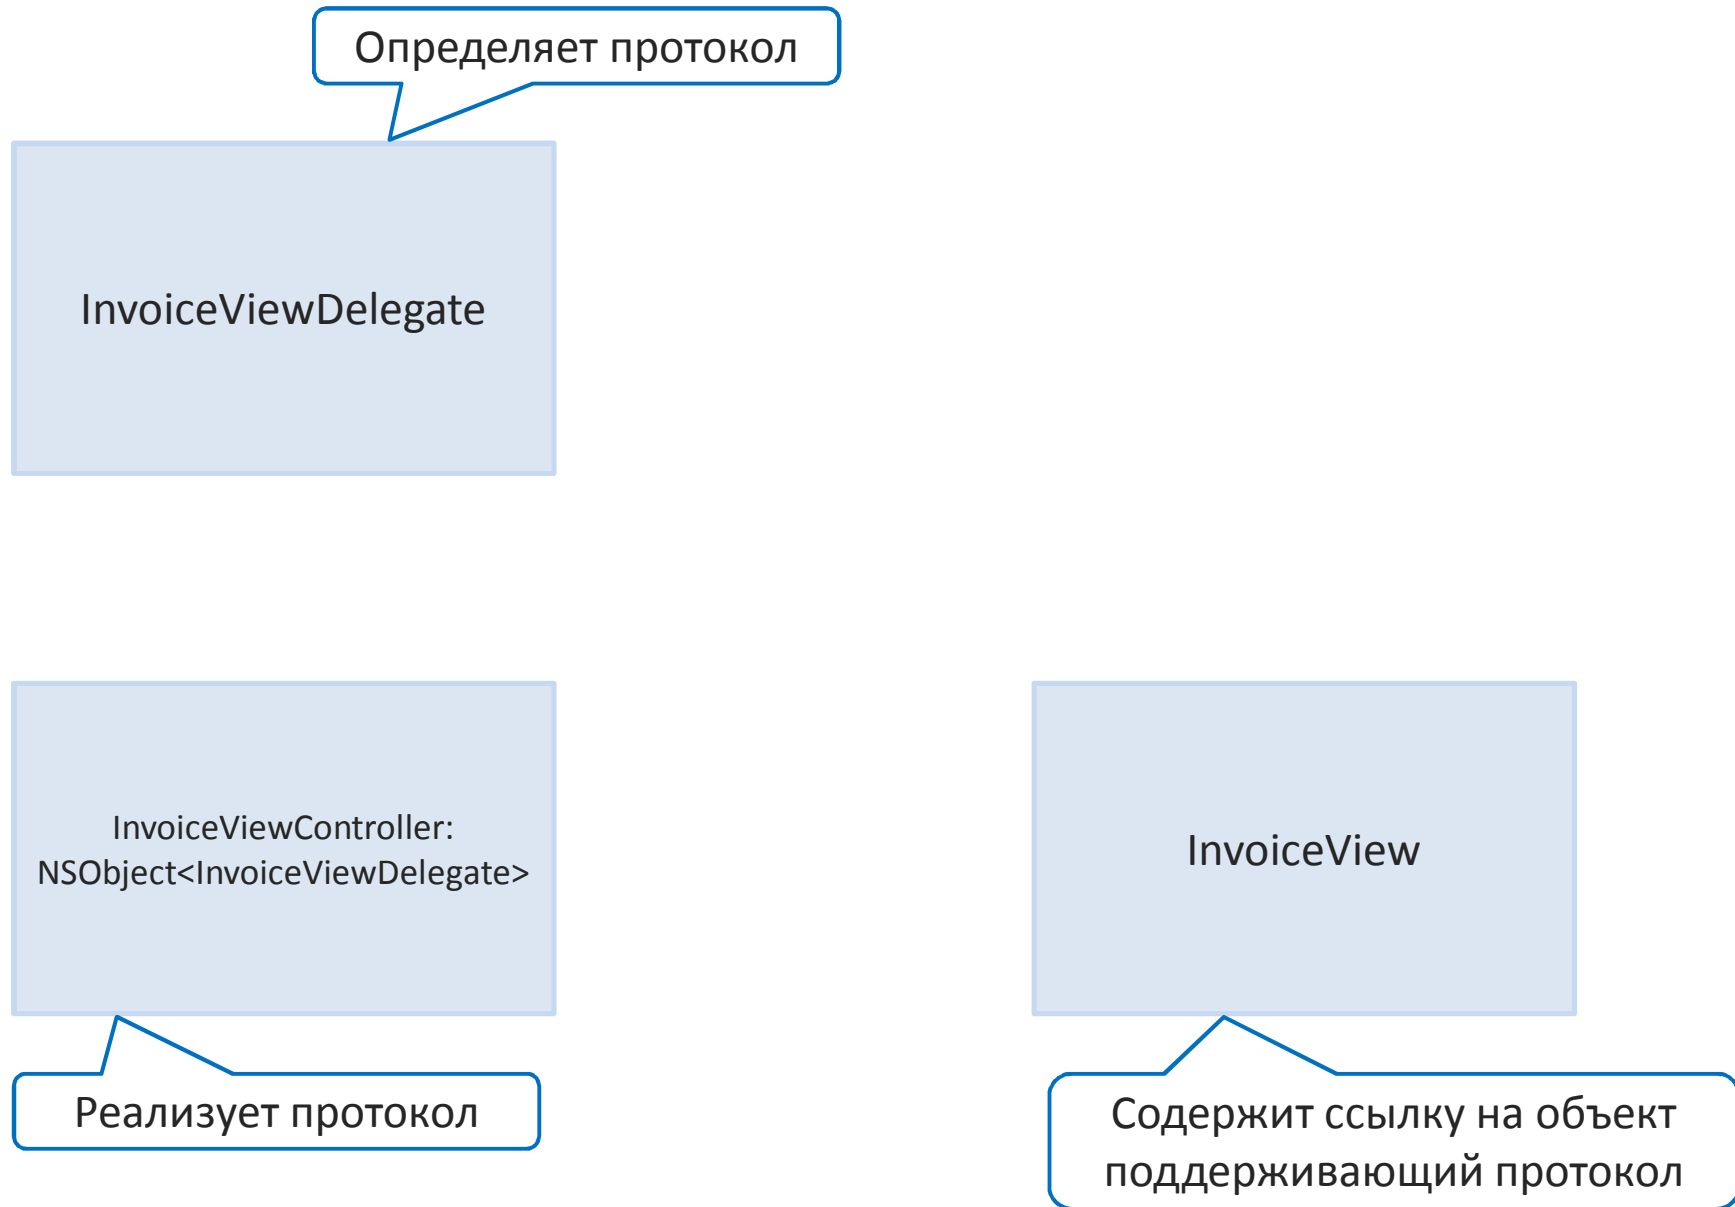 Определяет протокол
InvoiceViewDelegate
InvoiceViewController:
NSObject<InvoiceViewDelegate>
InvoiceView
Реализует протокол
Содержит ссылку на объект
поддерживающий протокол